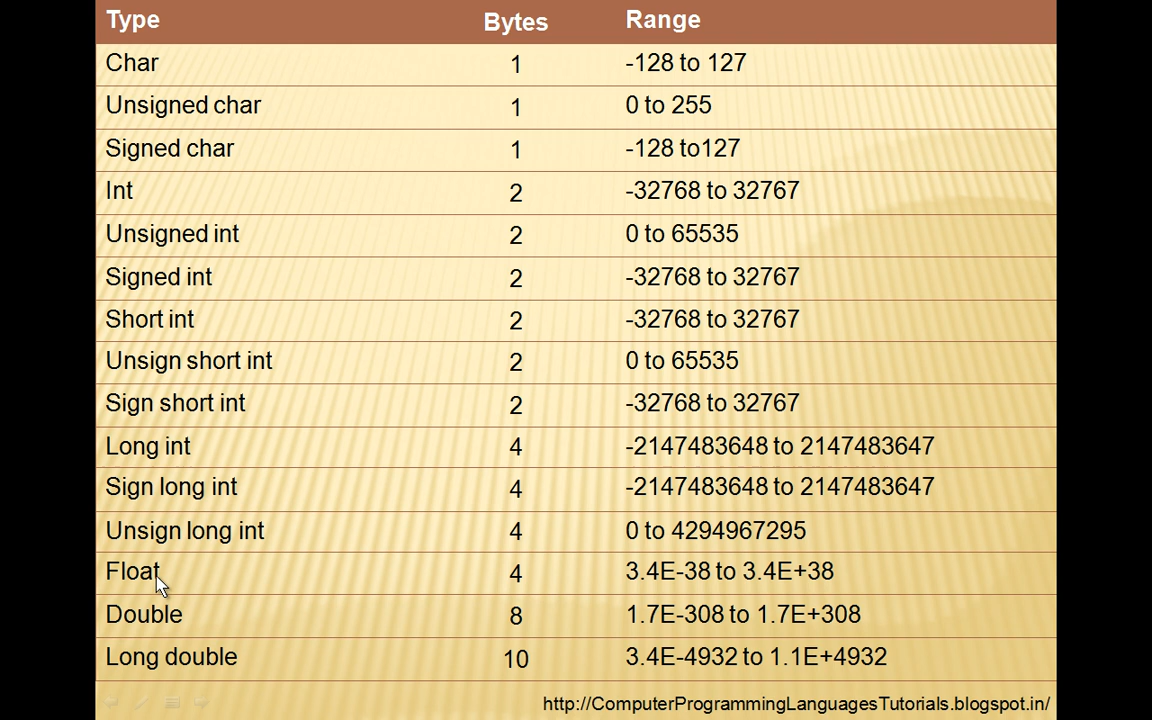 Type Bytes Range
Char 1 -128 to 127
Unsigned char 1 0 to 255
Signed char 1 -128 to127
Int 2 -32768 to 32767
Unsigned int 2 0 to 65535
Signed int 2 -32768 to 32767
Short int 2 -32768 to 32767
Unsign short int 2 0 to 65535
Sign short int 2 -32768 to 32767
Long int 4 -2147483648 to 2147483647
Sign long int 4 -2147483648 to 2147483647
Unsign long int 4 0 to 4294967295
Float 4 3.4E-38 to 3.4E+38
Double 8 1.7E-308 to 1.7E+308
Long double 10 3.4E-4932 to 1.1E+4932
http://ComputerProgrammingLanguagesTutorials.blogspot.in/